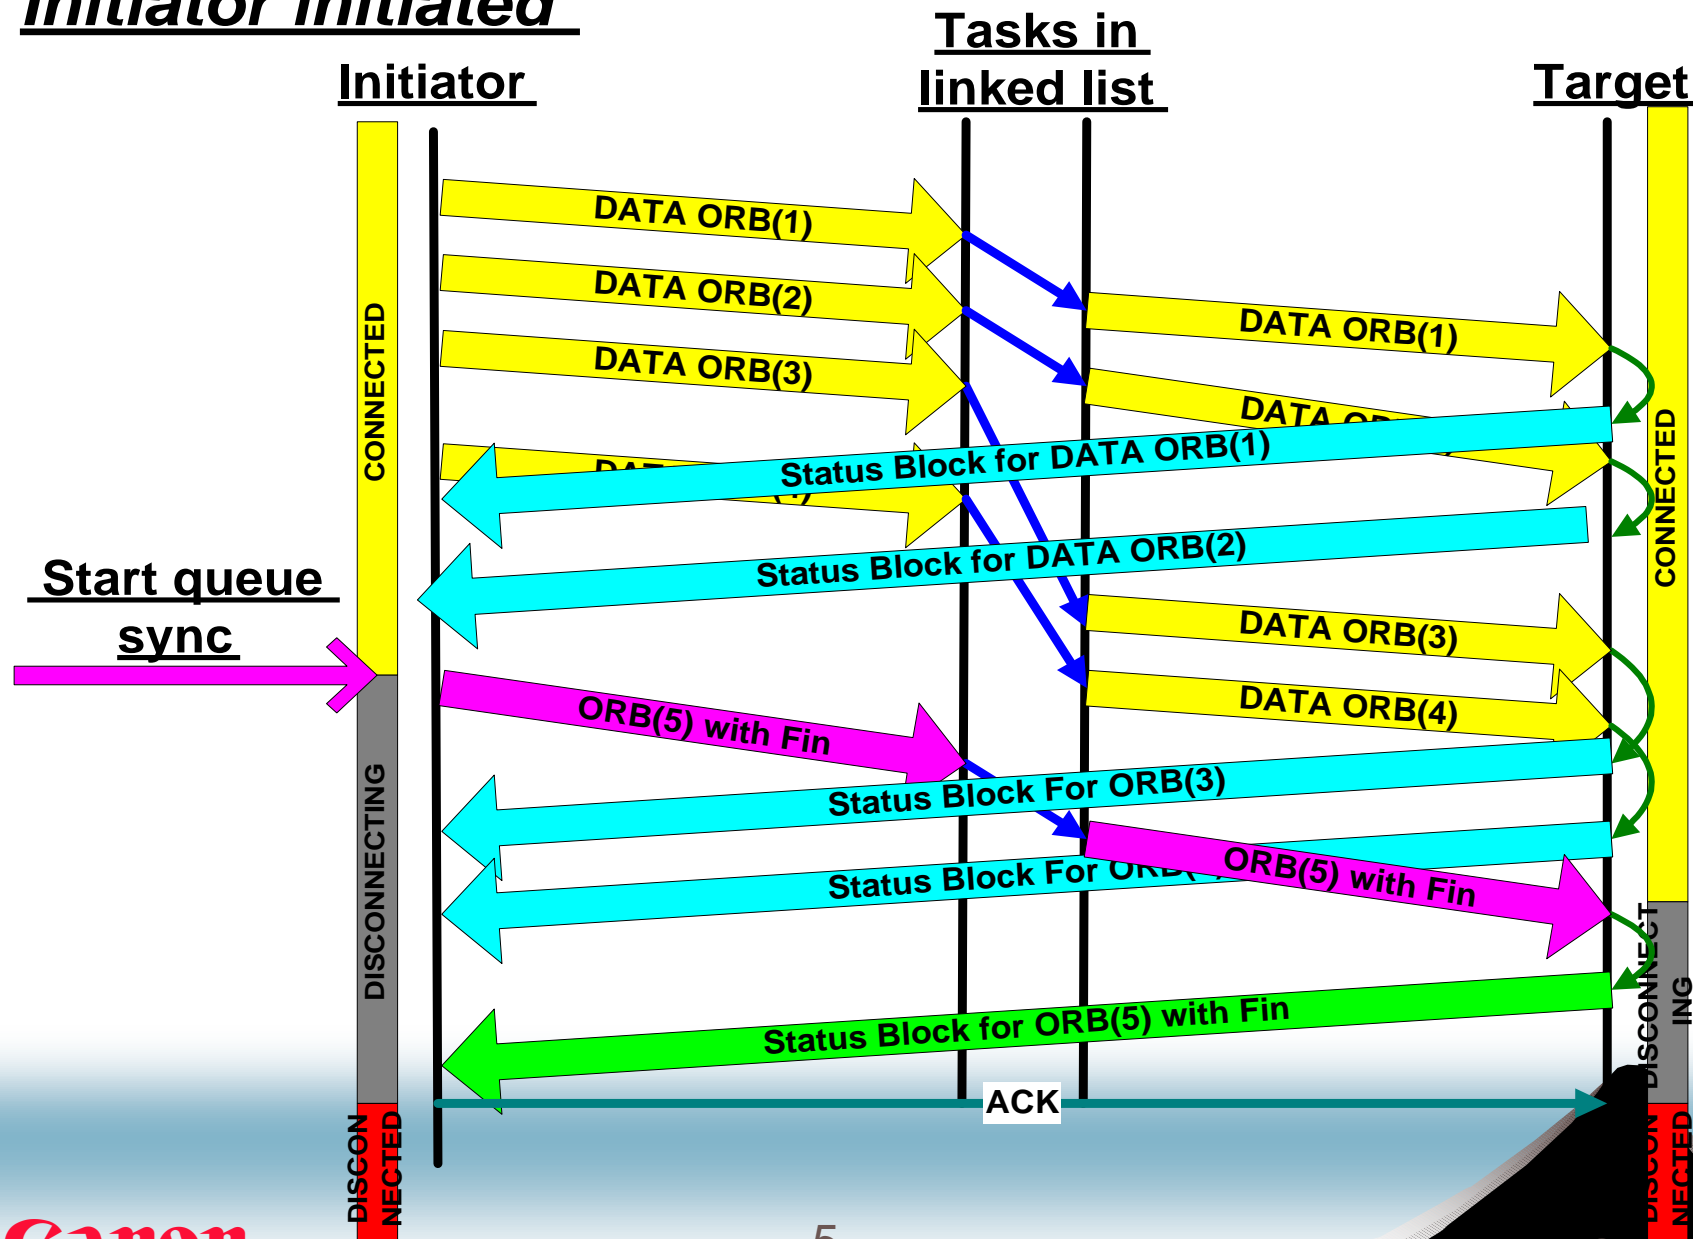 Initiator initiated
Tasks in
linked list
Initiator
Target
DATA ORB(1)
DATA ORB(2)
DATA ORB(3)
DATA ORB(1)
DATA
Status Block for DATA ORB(1)
Status Block for DATA ORB(2)
CONNECTED
CONNECTED
Start queue
sync
DATA ORB(3)
DATA ORB(4)
ORB(5) with Fin
Status Block For ORB(3)
Status Block For
ORB(5) with Fin
DISCONNECTING
DISCONNECT
ING
Status Block for ORB(5) with Fin
ACK
DISCON
NECTED
DISCON
NECTED
Canon
5